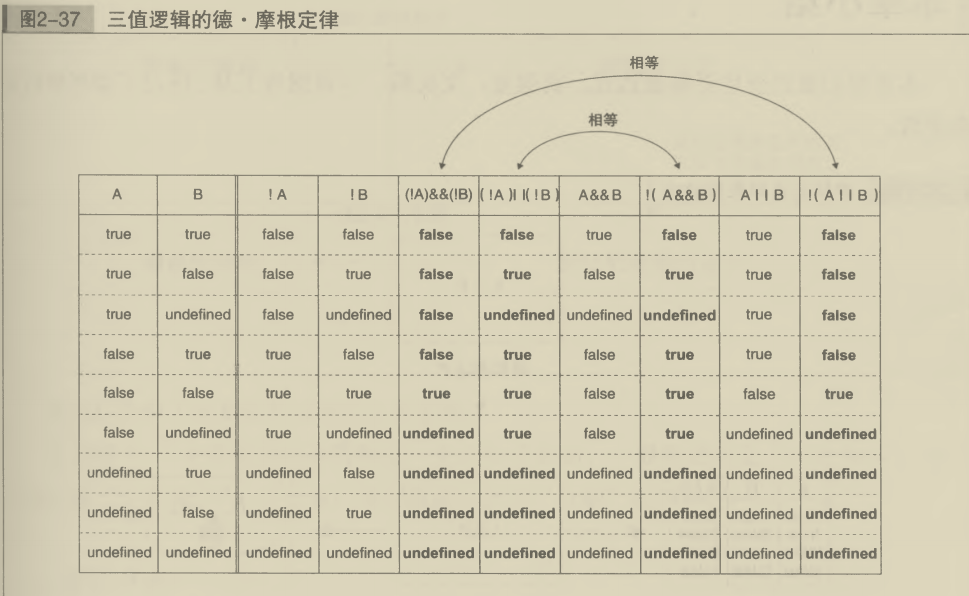 图2-37 三值逻辑的德·摩根定律
相等
相等
A B !A !B (!A)&&(!B) (!A)||(!B) A&&B !(A&&B) A||B !(A||B)
true true false false false false true false true false
true false false true false true false true true false
true undefined false undefined false undefined undefined undefined true false
false true true false false true false true true false
false false true true true true false true false true
false undefined true undefined undefined true false true undefined undefined
undefined true undefined false undefined undefined undefined undefined undefined undefined
undefined false undefined true undefined undefined undefined undefined undefined undefined
undefined undefined undefined undefined undefined undefined undefined undefined undefined undefined